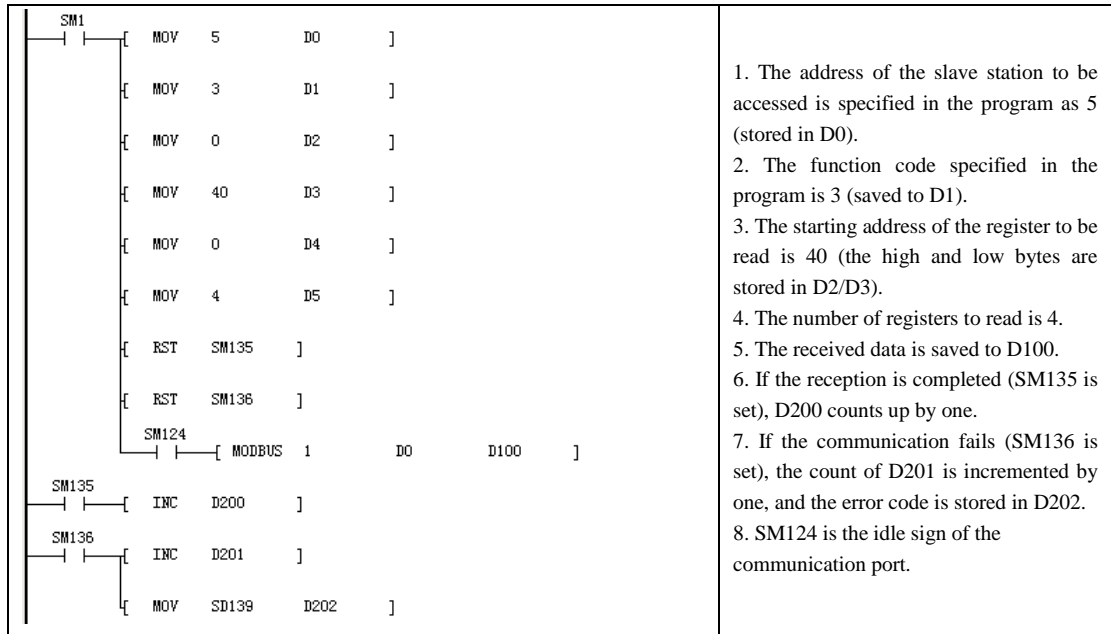 SM1
[ MOV 5 D0 ]
[ MOV 3 D1 ]
[ MOV 0 D2 ]
[ MOV 40 D3 ]
[ MOV 0 D4 ]
[ MOV 4 D5 ]
[ RST SM135 ]
[ RST SM136 ]
SM124
[ MODBUS 1 D0 D100 ]
SM135
[ INC D200 ]
SM136
[ INC D201 ]
[ MOV SD139 D202 ]
1. The address of the slave station to be
accessed is specified in the program as 5
(stored in D0).
2. The function code specified in the
program is 3 (saved to D1).
3. The starting address of the register to be
read is 40 (the high and low bytes are
stored in D2/D3).
4. The number of registers to read is 4.
5. The received data is saved to D100.
6. If the reception is completed (SM135 is
set), D200 counts up by one.
7. If the communication fails (SM136 is
set), the count of D201 is incremented by
one, and the error code is stored in D202.
8. SM124 is the idle sign of the
communication port.